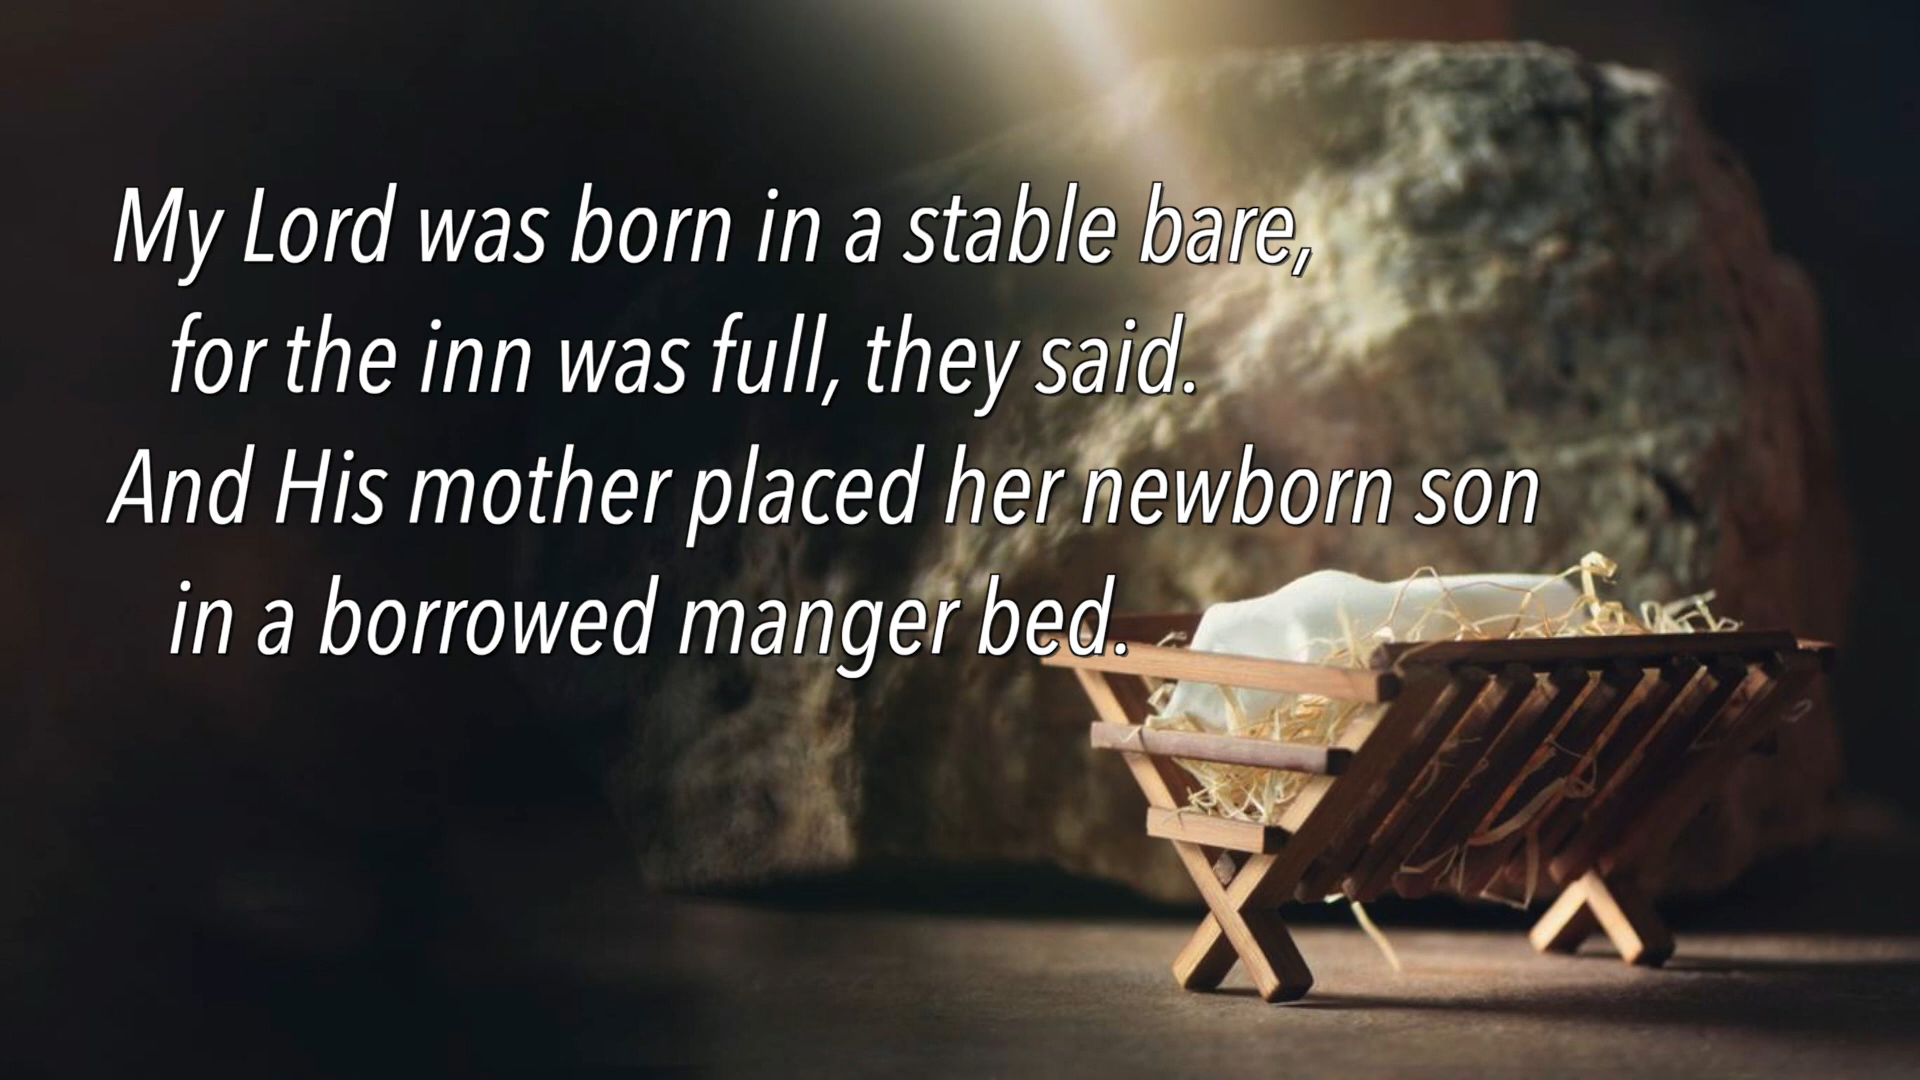 My Lord was born in a stable bare,
for the inn was full, they said.
And His mother placed her newborn son
in a borrowed manger bed.